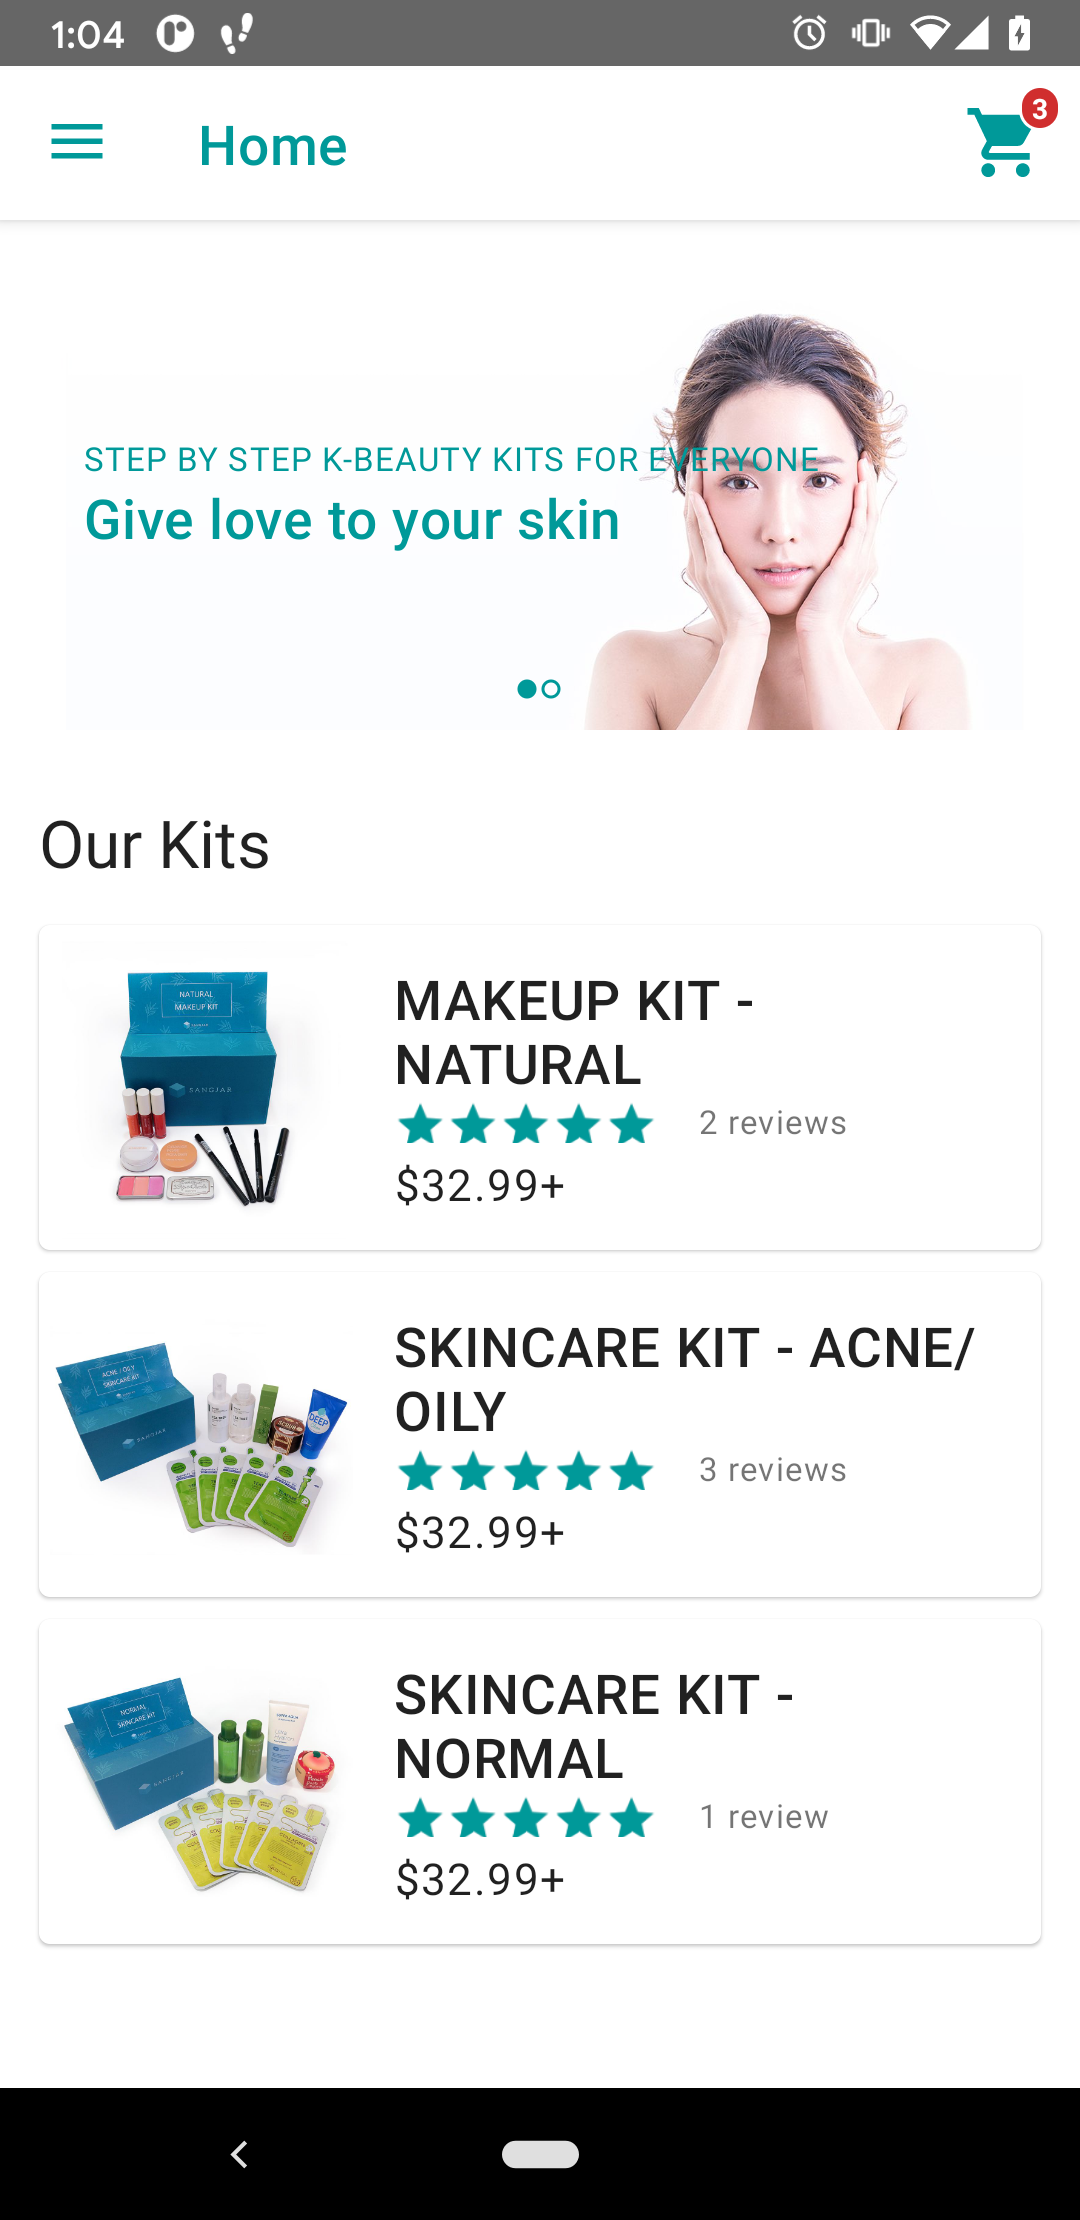 1:04
Home
3
STEP BY STEP K-BEAUTY KITS FOR EVERYONE
Give love to your skin
Our Kits
NATURAL
MAKEUP KIT
SANGJAR
MAKEUP KIT -
NATURAL
2 reviews
$32.99+
ACNE / OILY
SKINCARE KIT
SANGJAR
DEEP
SKINCARE KIT - ACNE/
OILY
3 reviews
$32.99+
NORMAL
SKINCARE KIT
SANGJAR
SKINCARE KIT -
NORMAL
1 review
$32.99+